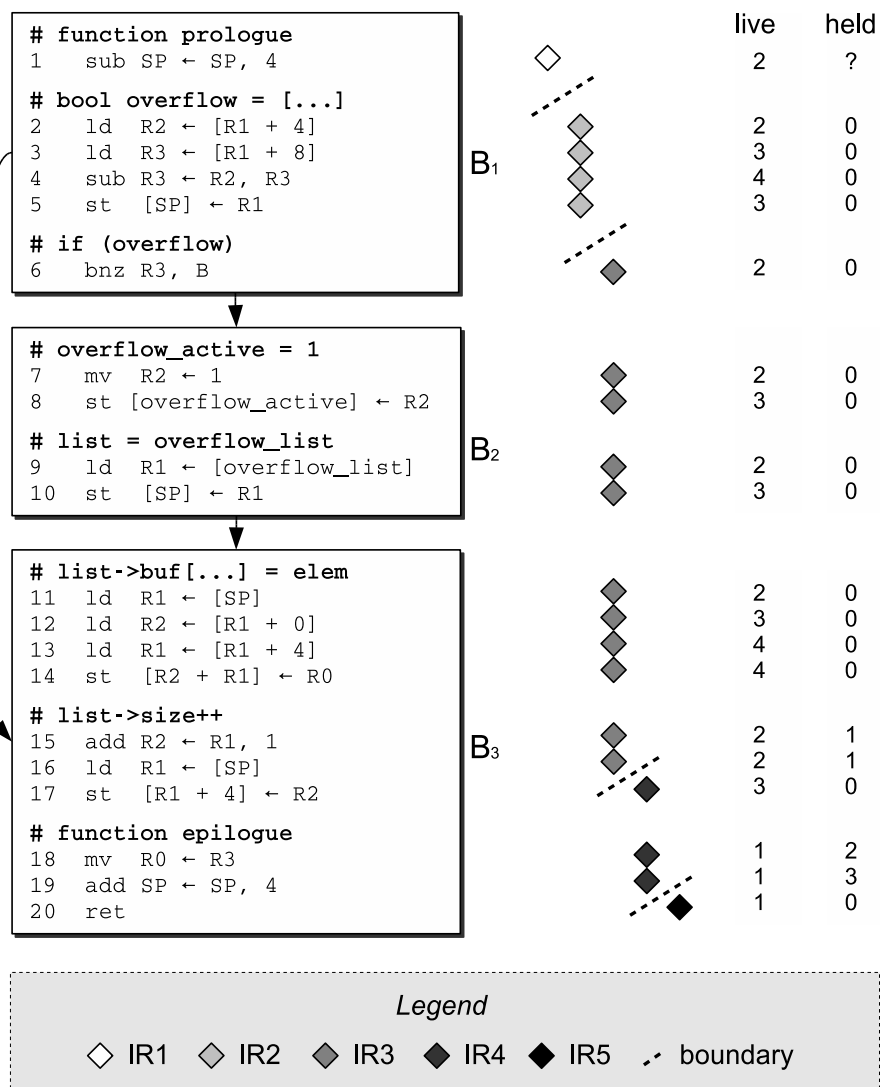 live held
# function prologue
1 sub SP ← SP, 4 2 ?
# bool overflow = [...]
2 ld R2 ← [R1 + 4] 2 0
3 ld R3 ← [R1 + 8] 3 0
4 sub R3 ← R2, R3 4 0
5 st [SP] ← R1 3 0
B1
# if (overflow)
6 bnz R3, B 2 0
# overflow_active = 1
7 mv R2 ← 1 2 0
8 st [overflow_active] ← R2 3 0
# list = overflow_list
B2
9 ld R1 ← [overflow_list] 2 0
10 st [SP] ← R1 3 0
# list->buf[...] = elem
11 ld R1 ← [SP] 2 0
12 ld R2 ← [R1 + 0] 3 0
13 ld R1 ← [R1 + 4] 4 0
14 st [R2 + R1] ← R0 4 0
# list->size++
15 add R2 ← R1, 1 2 1
B3
16 ld R1 ← [SP] 2 1
17 st [R1 + 4] ← R2 3 0
# function epilogue
18 mv R0 ← R3 1 2
19 add SP ← SP, 4 1 3
20 ret 1 0
Legend
IR1 IR2 IR3 IR4 IR5 boundary